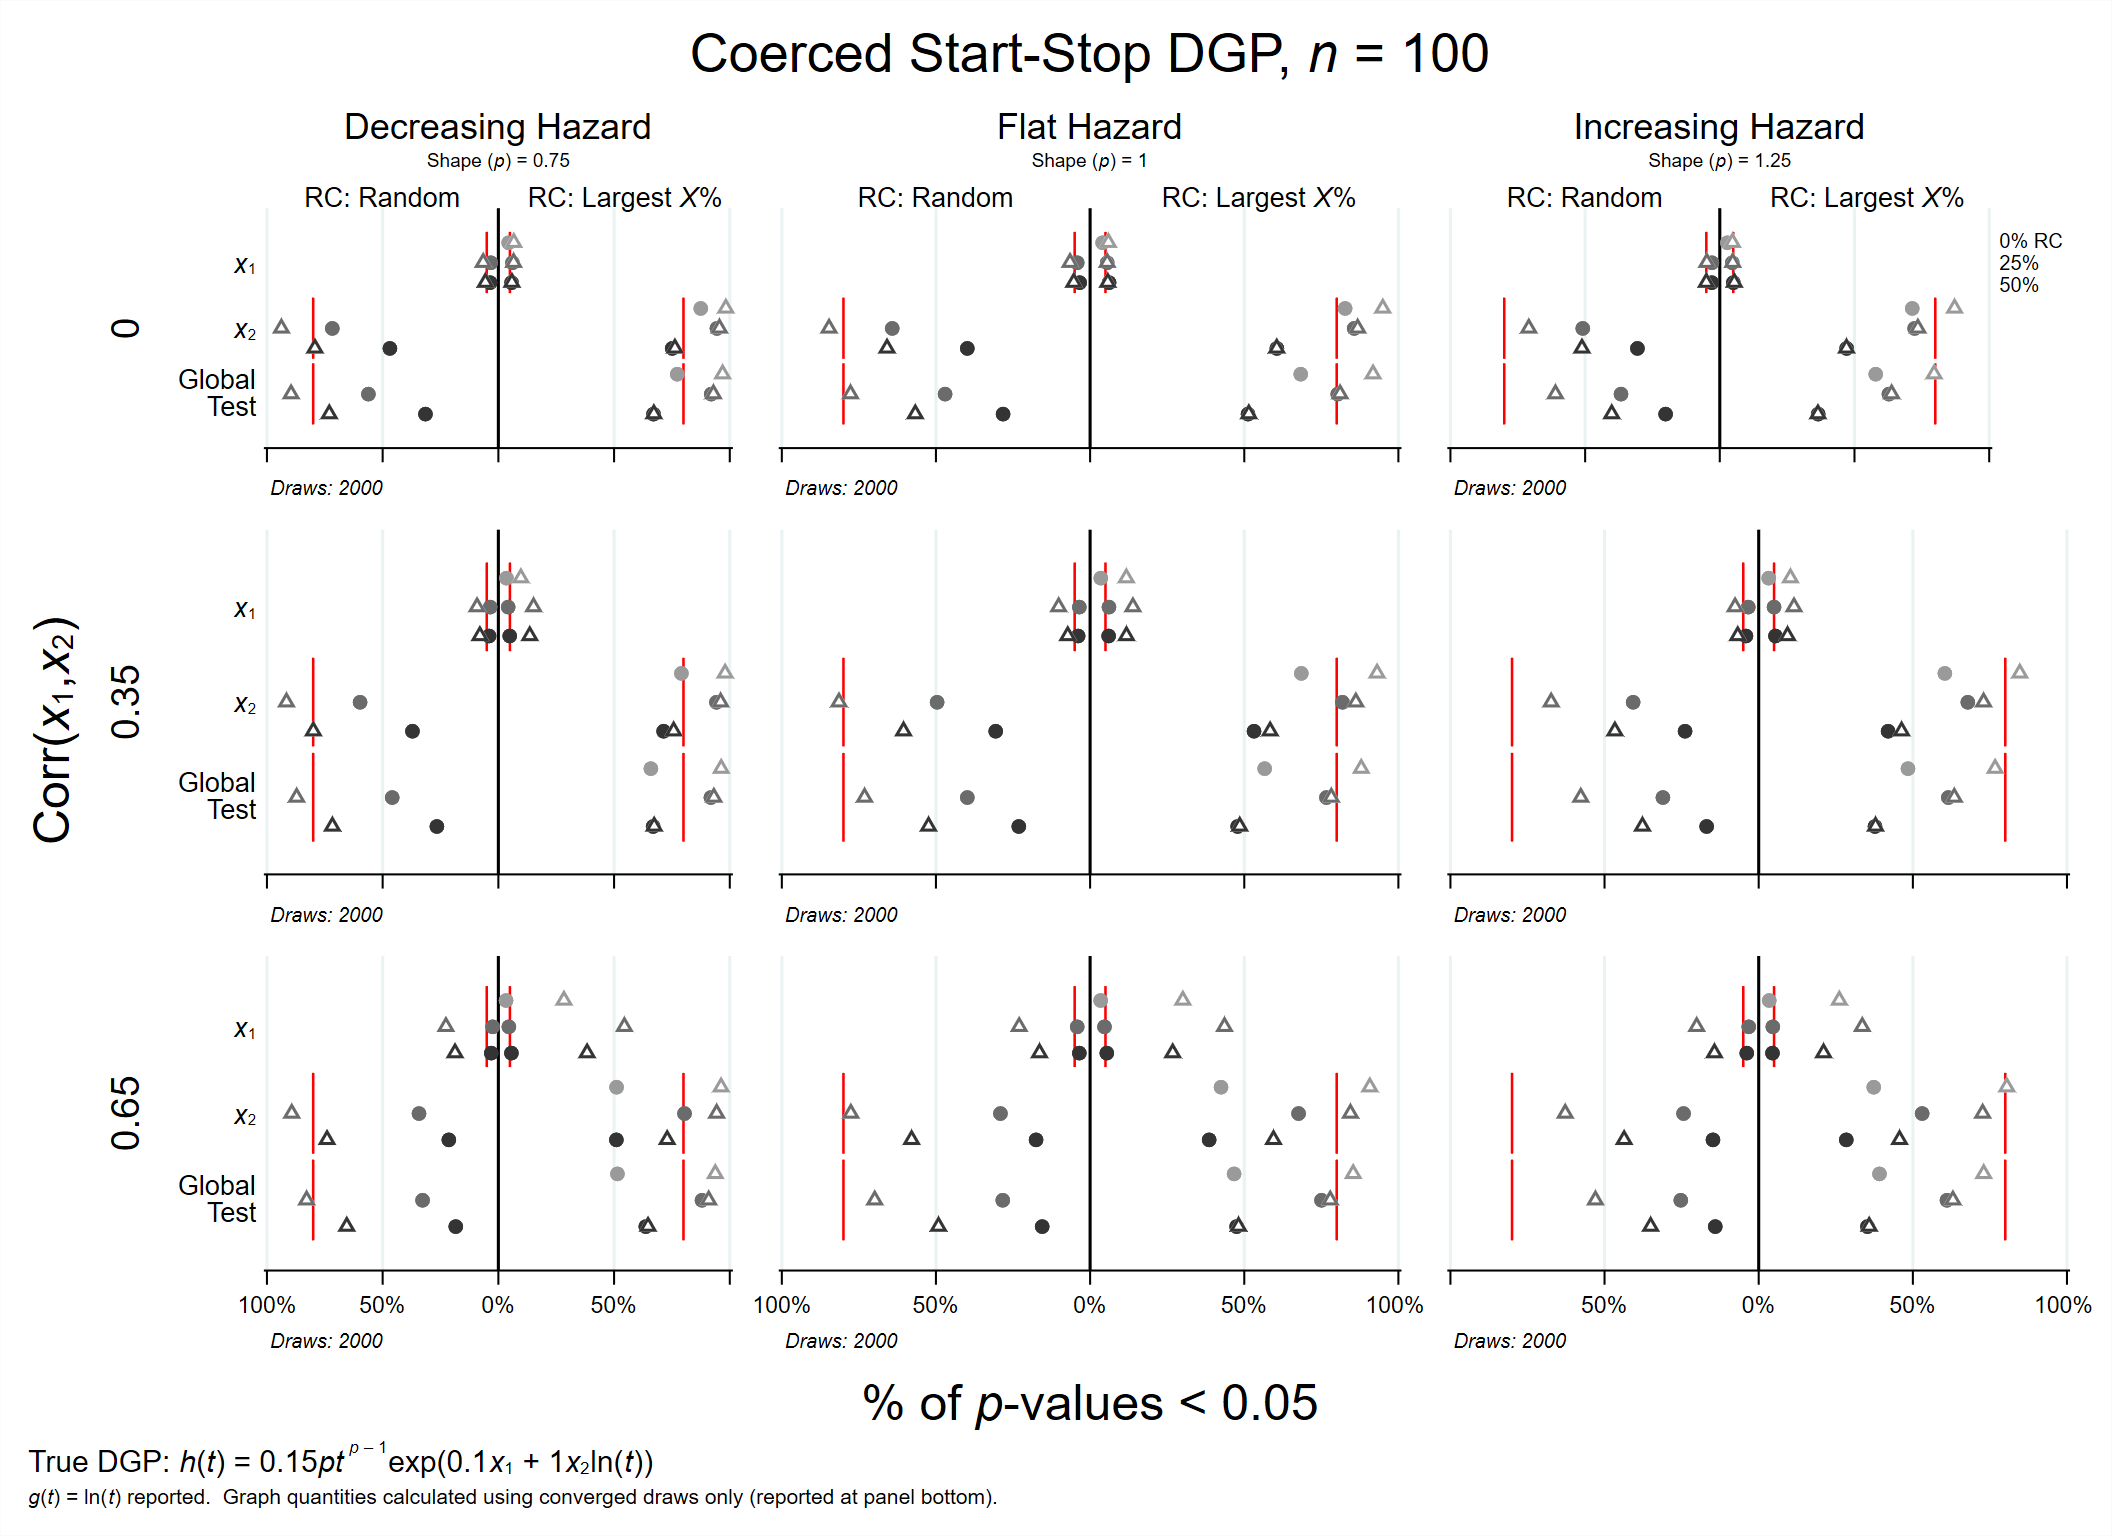 Coerced Start-Stop DGP, n = 100
Decreasing Hazard Flat Hazard Increasing Hazard
Shape (p) = 0.75 Shape (p) = 1 Shape (p) = 1.25
RC: Random RC: Largest X% RC: Random RC: Largest X% RC: Random RC: Largest X%
0% RC
25%
50%
x₁
x₂
Global
Test
0
Draws: 2000 Draws: 2000 Draws: 2000
x₁
x₂
Global
Test
0.35
Corr(x₁,x₂)
Draws: 2000 Draws: 2000 Draws: 2000
x₁
x₂
Global
Test
0.65
100% 50% 0% 50% 100% 50% 0% 50% 100% 50% 0% 50% 100%
Draws: 2000 Draws: 2000 Draws: 2000
% of p-values < 0.05
True DGP: h(t) = 0.15pt^(p − 1)exp(0.1x₁ + 1x₂ln(t))
g(t) = ln(t) reported. Graph quantities calculated using converged draws only (reported at panel bottom).